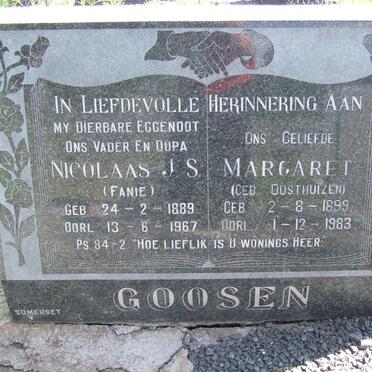 IN LIEFDEVOLLE HERINNERING AAN
MY DIERBARE EGGENOOT
ONS VADER EN OUPA
NICOLAAS J.S.
(FANIE)
GEB. 24-2-1889
OORL. 13-6-1967
ONS GELIEFDE
MARGARET
(GEB. OOSTHUIZEN)
GEB. 2-8-1899
OORL. 1-12-1983
PS. 84-2 "HOE LIEFLIK IS U WONINGS HEER"
GOOSEN
SOMERSET